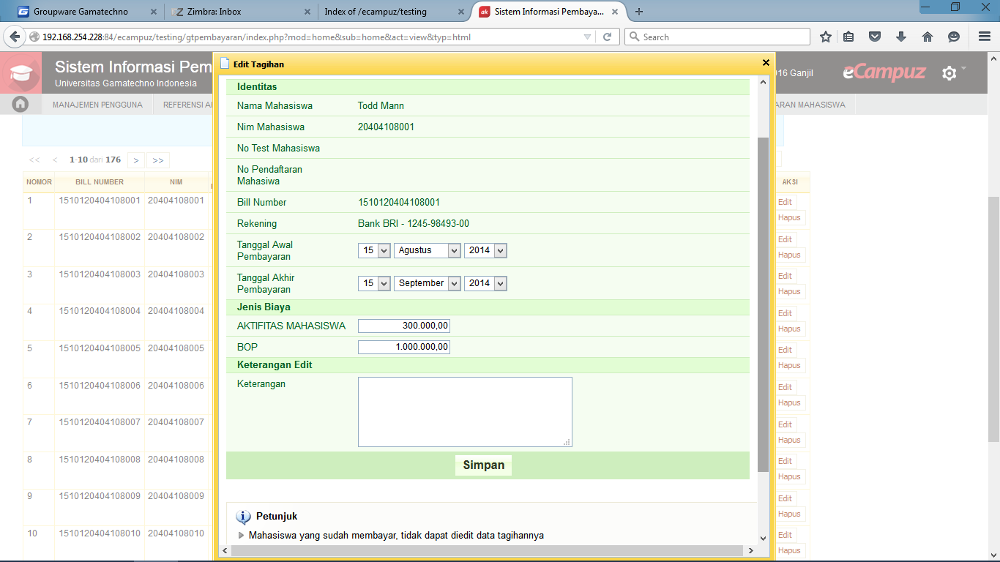 Groupware Gamatechno
Zimbra: Inbox
Index of /ecampuz/testing
Sistem Informasi Pembaya...
192.168.254.228:84/ecampuz/testing/gtpembayaran/index.php?mod=home&sub=home&act=view&typ=html
Search
Sistem Informasi Pem
Universitas Gamatechno Indonesia
016 Ganjil
eCampuz
MANAJEMEN PENGGUNA
REFERENSI A
ARAN MAHASISWA
Edit Tagihan
<< < 1-10 dari 176 > >>
NOMOR BILL NUMBER NIM AKSI
1 1510120404108001 20404108001 Edit
Hapus
2 1510120404108002 20404108002 Edit
Hapus
3 1510120404108003 20404108003 Edit
Hapus
4 1510120404108004 20404108004 Edit
Hapus
5 1510120404108005 20404108005 Edit
Hapus
6 1510120404108006 20404108006 Edit
Hapus
7 1510120404108007 20404108007 Edit
Hapus
8 1510120404108008 20404108008 Edit
Hapus
9 1510120404108009 20404108009 Edit
Hapus
10 1510120404108010 20404108010 Edit
Hapus
Identitas
Nama Mahasiswa Todd Mann
Nim Mahasiswa 20404108001
No Test Mahasiswa
No Pendaftaran
Mahasiwa
Bill Number 1510120404108001
Rekening Bank BRI - 1245-98493-00
Tanggal Awal
Pembayaran 15 Agustus 2014
Tanggal Akhir
Pembayaran 15 September 2014
Jenis Biaya
AKTIFITAS MAHASISWA 300.000,00
BOP 1.000.000,00
Keterangan Edit
Keterangan
Simpan
Petunjuk
Mahasiswa yang sudah membayar, tidak dapat diedit data tagihannya